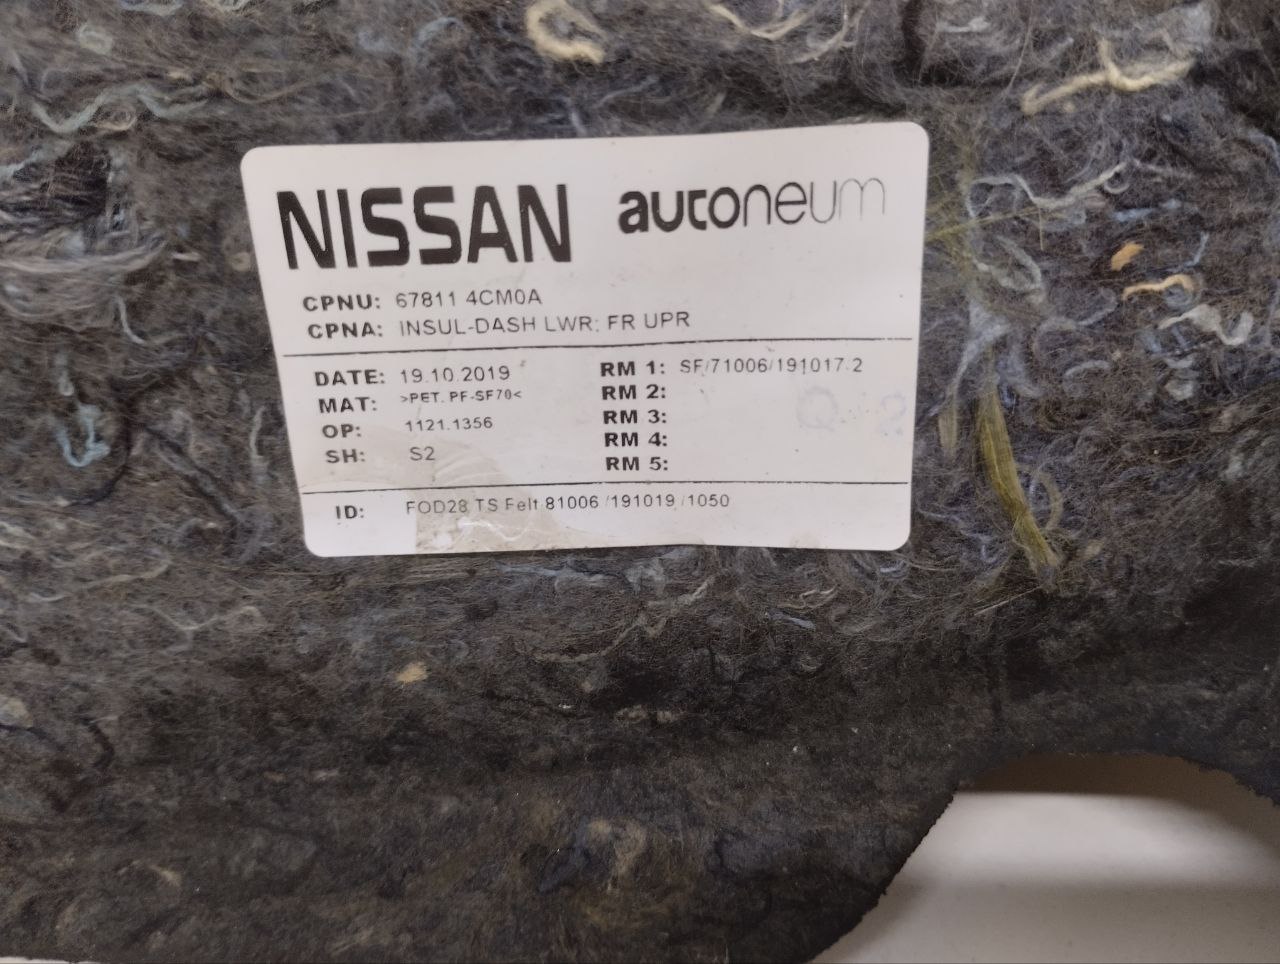 NISSAN autoneum
CPNU: 67811 4CM0A
CPNA: INSUL-DASH LWR; FR UPR
DATE: 19.10.2019 RM 1: SF/71006/191017.2
MAT: >PET. PF-SF70< RM 2:
OP: 1121.1356 RM 3:
SH: S2 RM 4:
RM 5:
ID: FOD28 TS Felt 81006 /191019 /1050